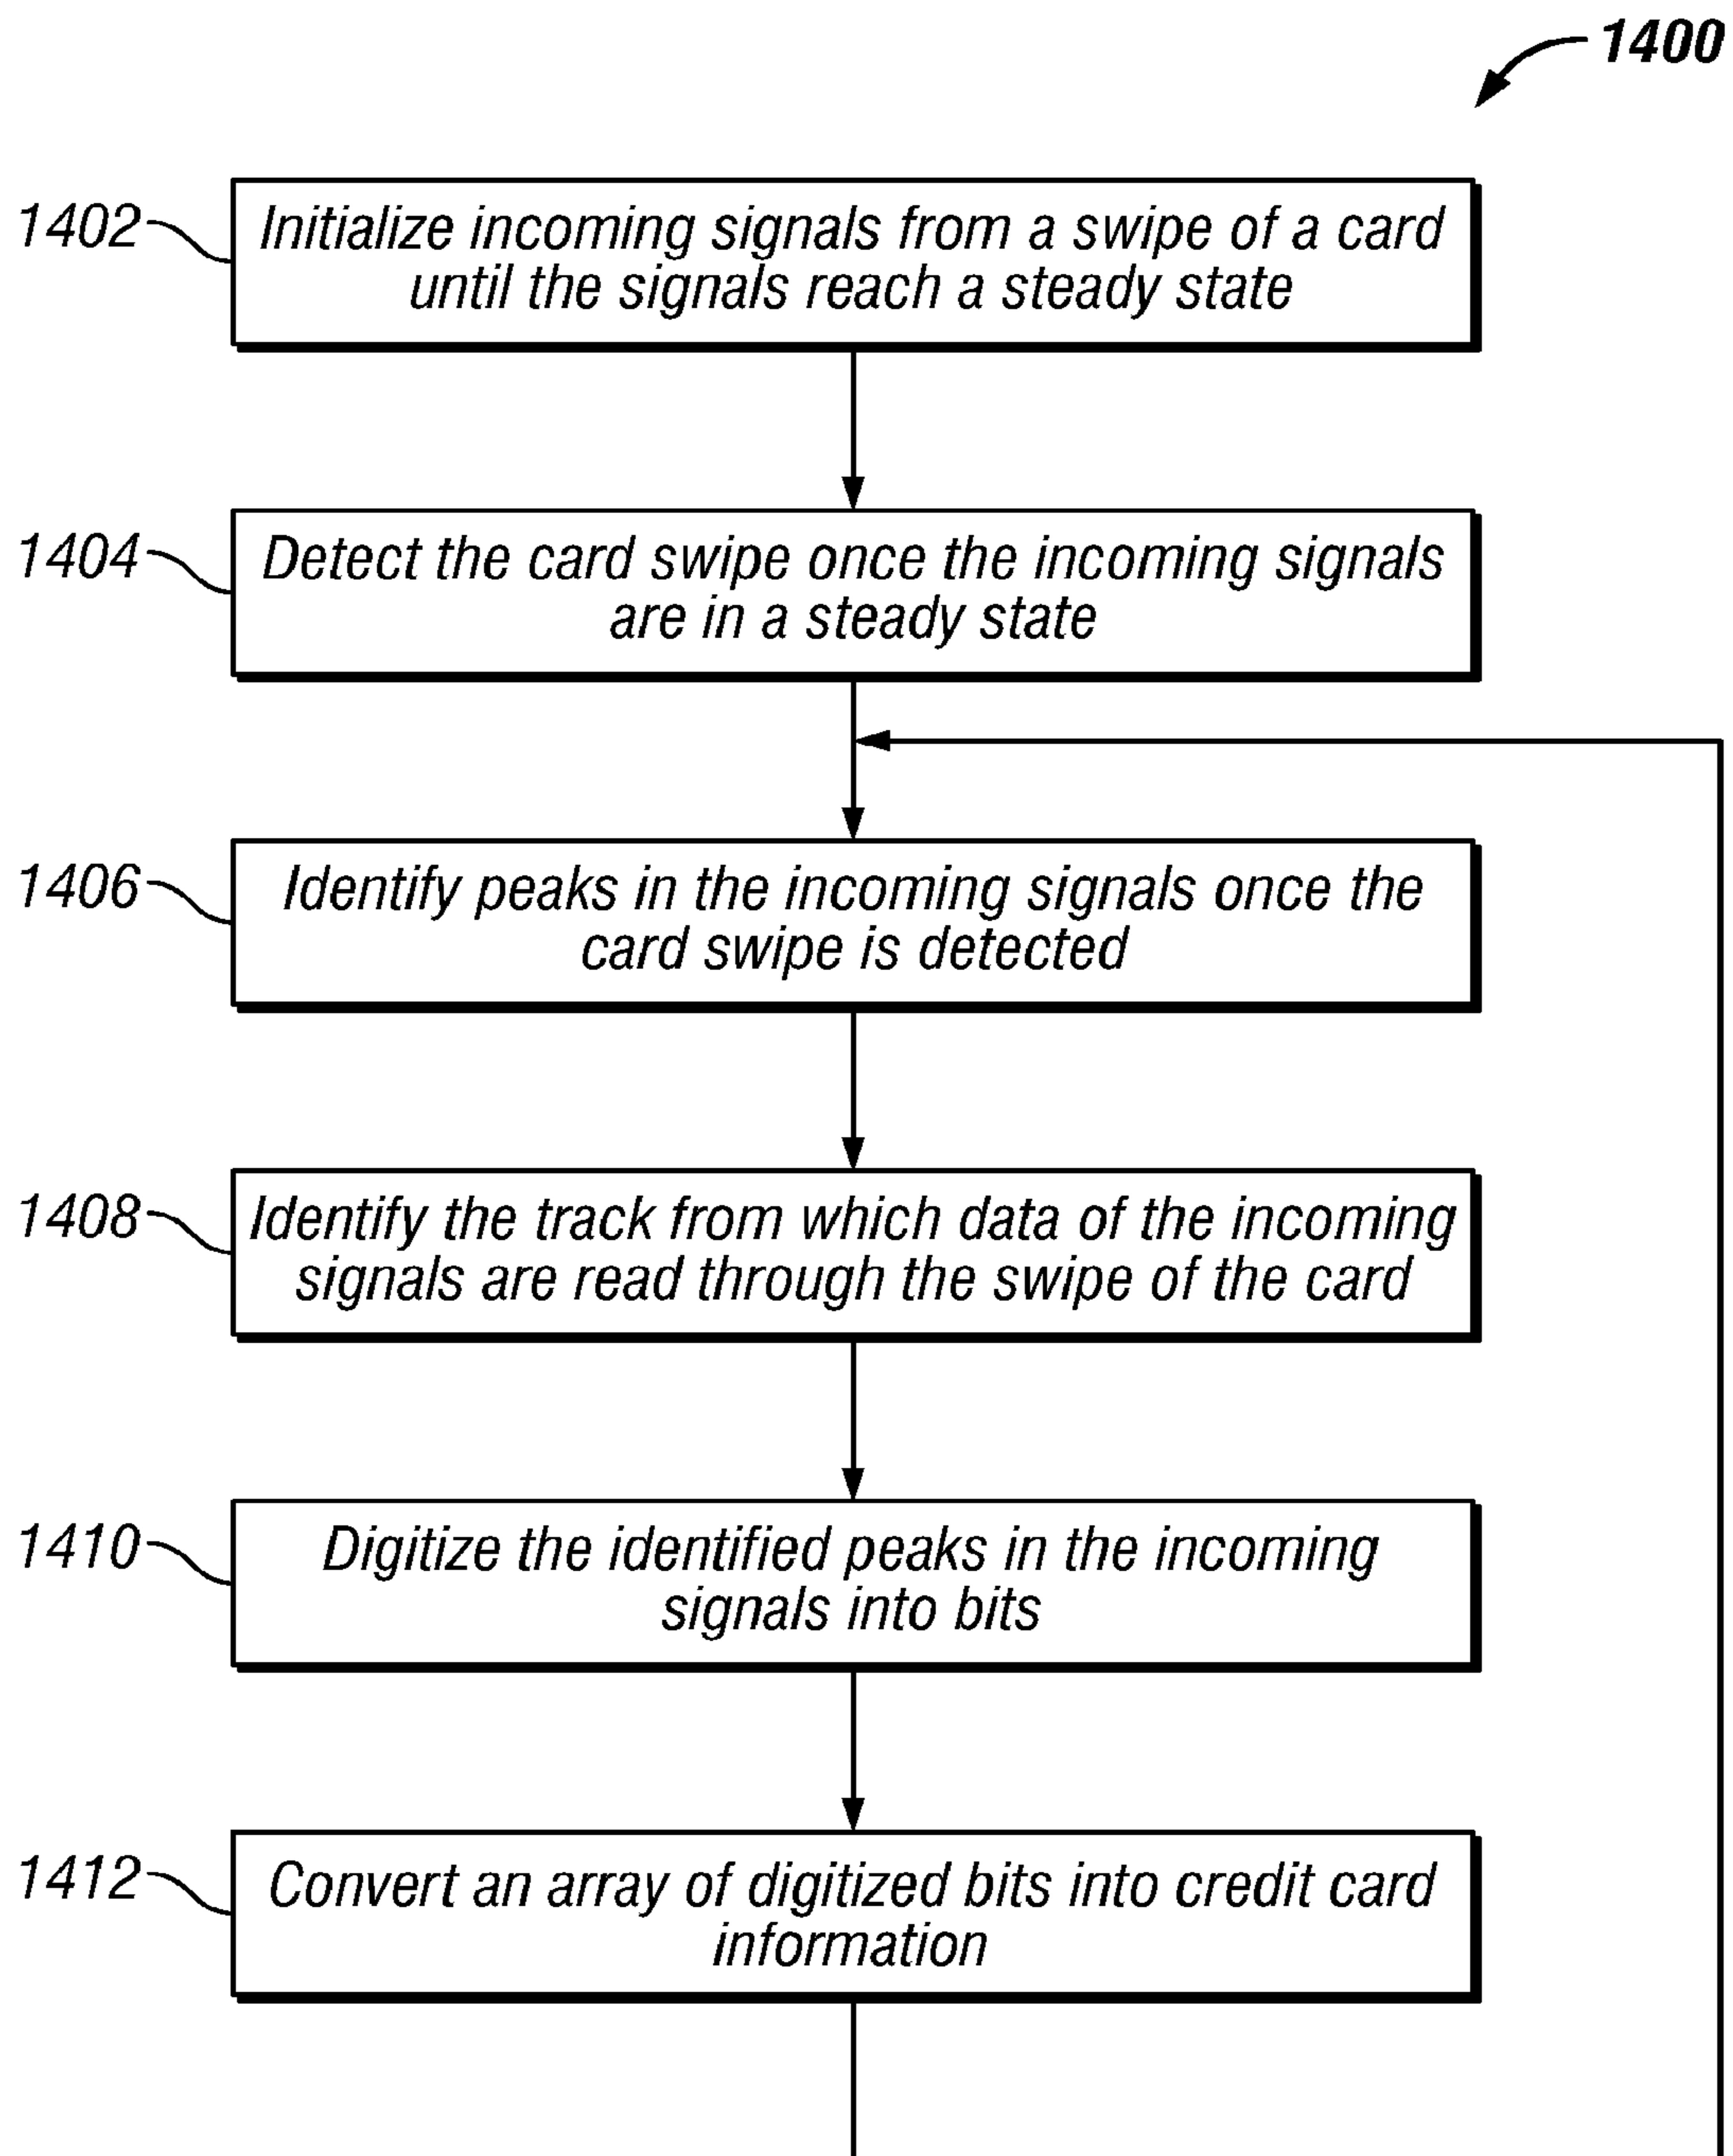 1400
1402
Initialize incoming signals from a swipe of a card
until the signals reach a steady state
1404
Detect the card swipe once the incoming signals
are in a steady state
1406
Identify peaks in the incoming signals once the
card swipe is detected
1408
Identify the track from which data of the incoming
signals are read through the swipe of the card
1410
Digitize the identified peaks in the incoming
signals into bits
1412
Convert an array of digitized bits into credit card
information